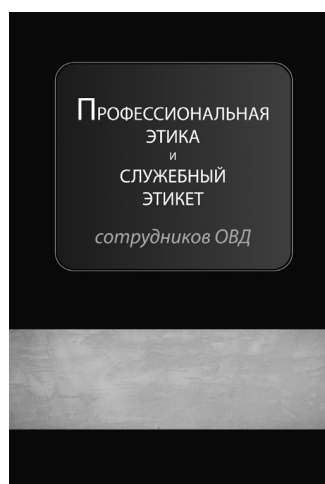 ПРОФЕССИОНАЛЬНАЯ
ЭТИКА
И
СЛУЖЕБНЫЙ
ЭТИКЕТ
сотрудников ОВД